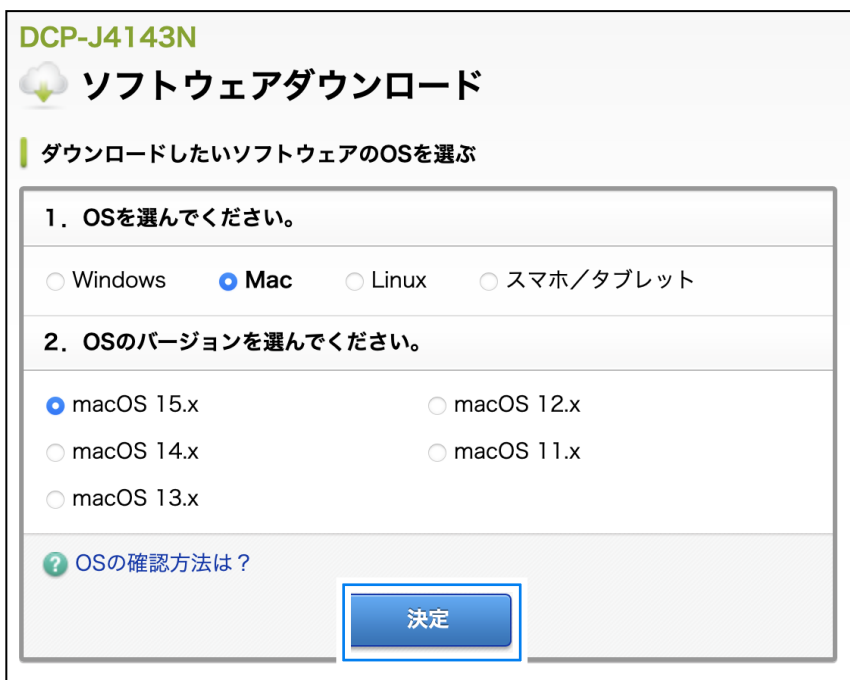 DCP-J4143N
ソフトウェアダウンロード
ダウンロードしたいソフトウェアのOSを選ぶ
1．OSを選んでください。
Windows Mac Linux スマホ／タブレット
2．OSのバージョンを選んでください。
macOS 15.x macOS 12.x
macOS 14.x macOS 11.x
macOS 13.x
? OSの確認方法は？
決定